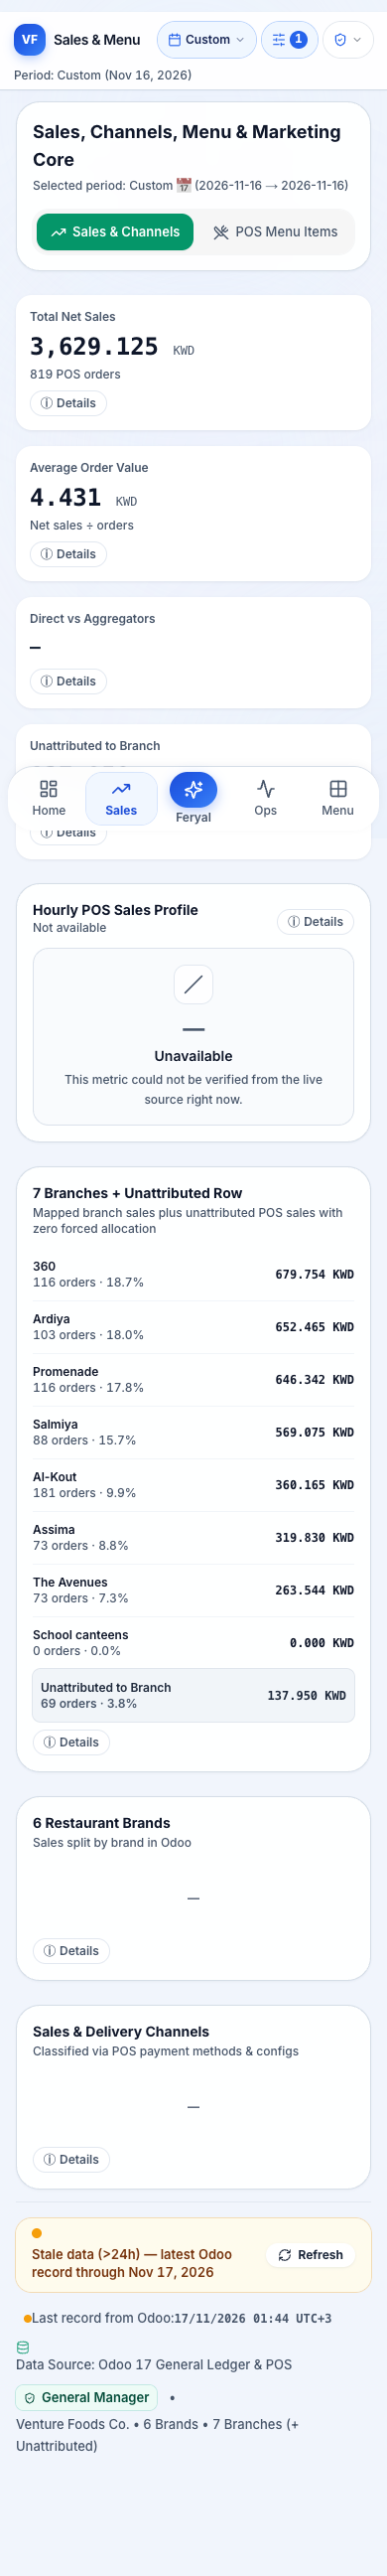 VF Sales & Menu Custom 1
Period: Custom (Nov 16, 2026)
Sales, Channels, Menu & Marketing
Core
Selected period: Custom 📅 (2026-11-16 → 2026-11-16)
Sales & Channels POS Menu Items
Total Net Sales
3,629.125 KWD
819 POS orders
ⓘ Details
Average Order Value
4.431 KWD
Net sales ÷ orders
ⓘ Details
Direct vs Aggregators
—
ⓘ Details
Unattributed to Branch
Home Sales Feryal Ops Menu
ⓘ Details
Hourly POS Sales Profile
Not available
ⓘ Details
—
Unavailable
This metric could not be verified from the live
source right now.
7 Branches + Unattributed Row
Mapped branch sales plus unattributed POS sales with
zero forced allocation
360
116 orders · 18.7%
679.754 KWD
Ardiya
103 orders · 18.0%
652.465 KWD
Promenade
116 orders · 17.8%
646.342 KWD
Salmiya
88 orders · 15.7%
569.075 KWD
Al-Kout
181 orders · 9.9%
360.165 KWD
Assima
73 orders · 8.8%
319.830 KWD
The Avenues
73 orders · 7.3%
263.544 KWD
School canteens
0 orders · 0.0%
0.000 KWD
Unattributed to Branch
69 orders · 3.8%
137.950 KWD
ⓘ Details
6 Restaurant Brands
Sales split by brand in Odoo
—
ⓘ Details
Sales & Delivery Channels
Classified via POS payment methods & configs
—
ⓘ Details
Stale data (>24h) — latest Odoo
record through Nov 17, 2026
Refresh
Last record from Odoo:17/11/2026 01:44 UTC+3
Data Source: Odoo 17 General Ledger & POS
General Manager •
Venture Foods Co. • 6 Brands • 7 Branches (+
Unattributed)